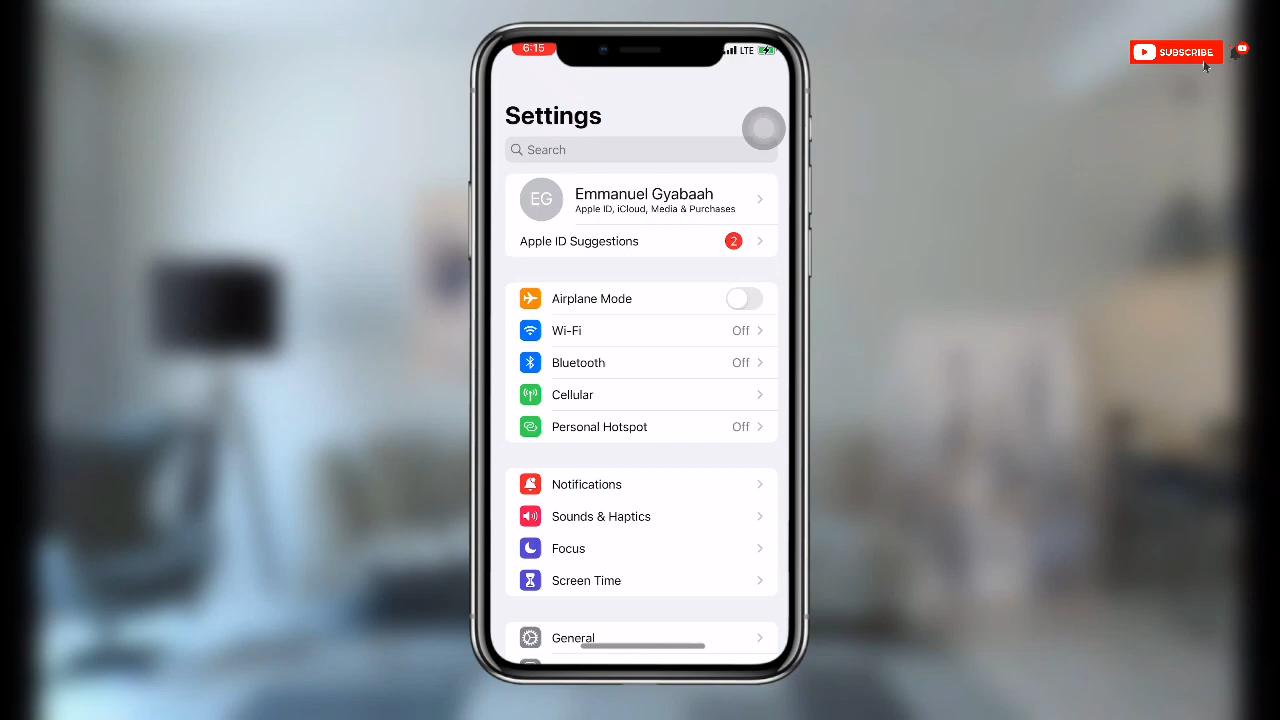 6:15
LTE
SUBSCRIBE
Settings
Search
EG
Emmanuel Gyabaah
Apple ID, iCloud, Media & Purchases
Apple ID Suggestions 2
Airplane Mode
Wi-Fi Off
Bluetooth Off
Cellular
Personal Hotspot Off
Notifications
Sounds & Haptics
Focus
Screen Time
General